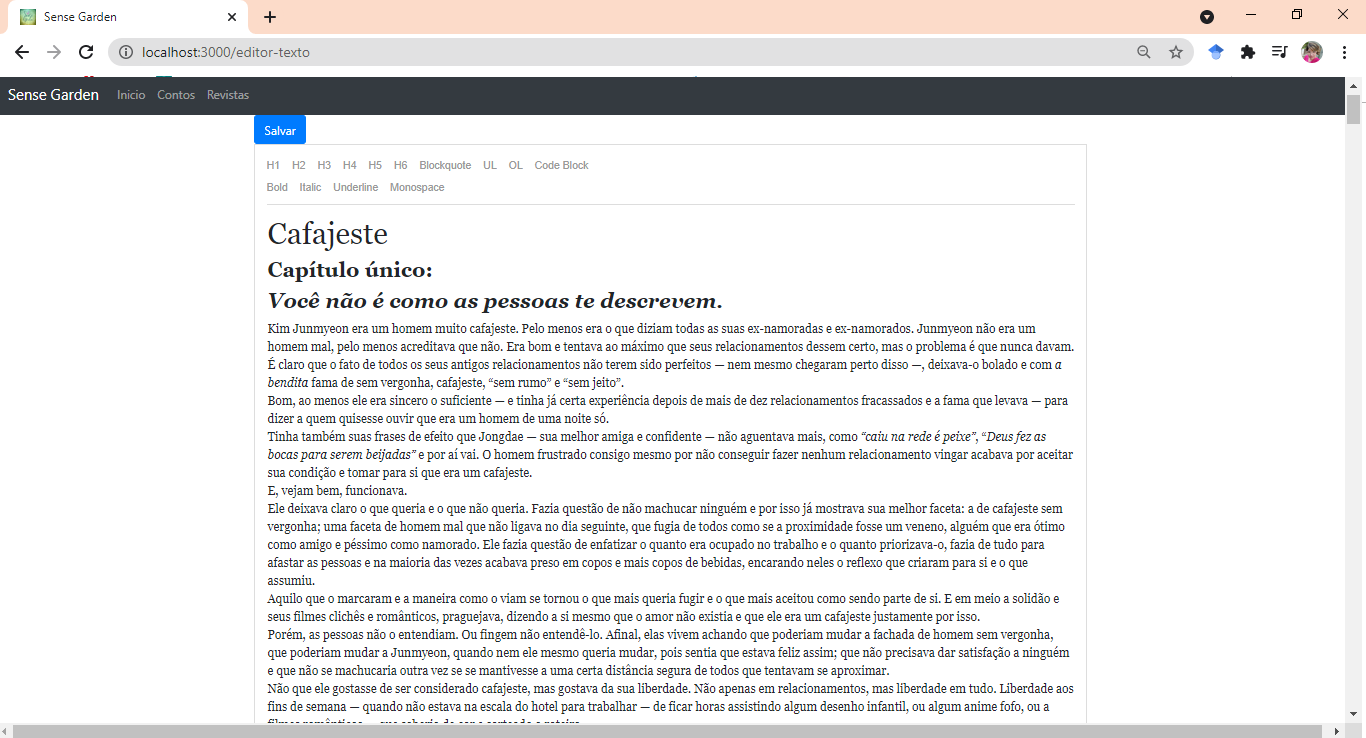 Sense Garden
localhost:3000/editor-texto
Sense Garden Inicio Contos Revistas
Salvar
H1 H2 H3 H4 H5 H6 Blockquote UL OL Code Block
Bold Italic Underline Monospace
Cafajeste
Capítulo único:
Você não é como as pessoas te descrevem.
Kim Junmyeon era um homem muito cafajeste. Pelo menos era o que diziam todas as suas ex-namoradas e ex-namorados. Junmyeon não era um
homem mal, pelo menos acreditava que não. Era bom e tentava ao máximo que seus relacionamentos dessem certo, mas o problema é que nunca davam.
É claro que o fato de todos os seus antigos relacionamentos não terem sido perfeitos — nem mesmo chegaram perto disso —, deixava-o bolado e com a
bendita fama de sem vergonha, cafajeste, “sem rumo” e “sem jeito”.
Bom, ao menos ele era sincero o suficiente — e tinha já certa experiência depois de mais de dez relacionamentos fracassados e a fama que levava — para
dizer a quem quisesse ouvir que era um homem de uma noite só.
Tinha também suas frases de efeito que Jongdae — sua melhor amiga e confidente — não aguentava mais, como “caiu na rede é peixe”, “Deus fez as
bocas para serem beijadas” e por aí vai. O homem frustrado consigo mesmo por não conseguir fazer nenhum relacionamento vingar acabava por aceitar
sua condição e tomar para si que era um cafajeste.
E, vejam bem, funcionava.
Ele deixava claro o que queria e o que não queria. Fazia questão de não machucar ninguém e por isso já mostrava sua melhor faceta: a de cafajeste sem
vergonha; uma faceta de homem mal que não ligava no dia seguinte, que fugia de todos como se a proximidade fosse um veneno, alguém que era ótimo
como amigo e péssimo como namorado. Ele fazia questão de enfatizar o quanto era ocupado no trabalho e o quanto priorizava-o, fazia de tudo para
afastar as pessoas e na maioria das vezes acabava preso em copos e mais copos de bebidas, encarando neles o reflexo que criaram para si e o que
assumiu.
Aquilo que o marcaram e a maneira como o viam se tornou o que mais queria fugir e o que mais aceitou como sendo parte de si. E em meio a solidão e
seus filmes clichês e românticos, praguejava, dizendo a si mesmo que o amor não existia e que ele era um cafajeste justamente por isso.
Porém, as pessoas não o entendiam. Ou fingem não entendê-lo. Afinal, elas vivem achando que poderiam mudar a fachada de homem sem vergonha,
que poderiam mudar a Junmyeon, quando nem ele mesmo queria mudar, pois sentia que estava feliz assim; que não precisava dar satisfação a ninguém
e que não se machucaria outra vez se se mantivesse a uma certa distância segura de todos que tentavam se aproximar.
Não que ele gostasse de ser considerado cafajeste, mas gostava da sua liberdade. Não apenas em relacionamentos, mas liberdade em tudo. Liberdade aos
fins de semana — quando não estava na escala do hotel para trabalhar — de ficar horas assistindo algum desenho infantil, ou algum anime fofo, ou a